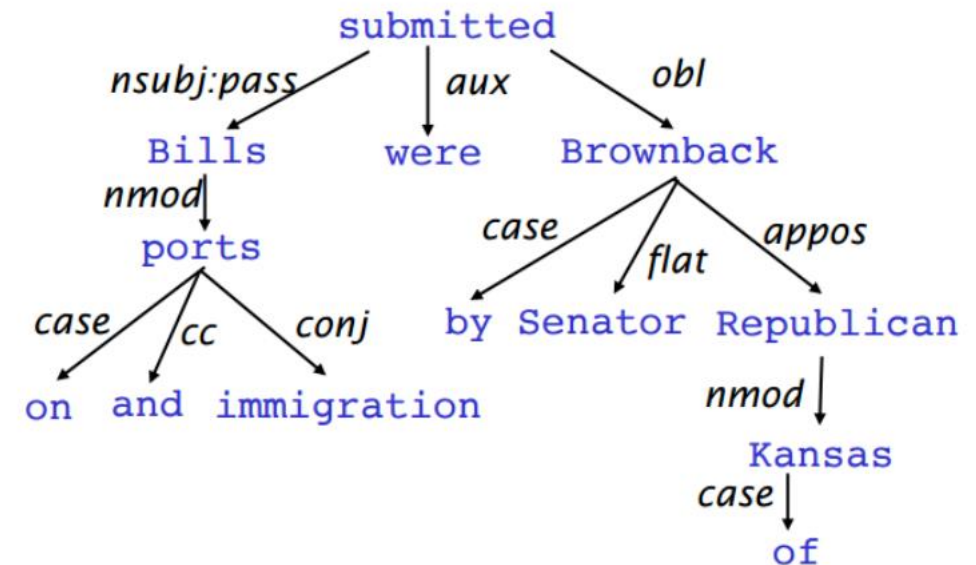 submitted
nsubj:pass aux obl
Bills were Brownback
nmod
ports
case flat appos
case cc conj
by Senator Republican
on and immigration
nmod
Kansas
case
of